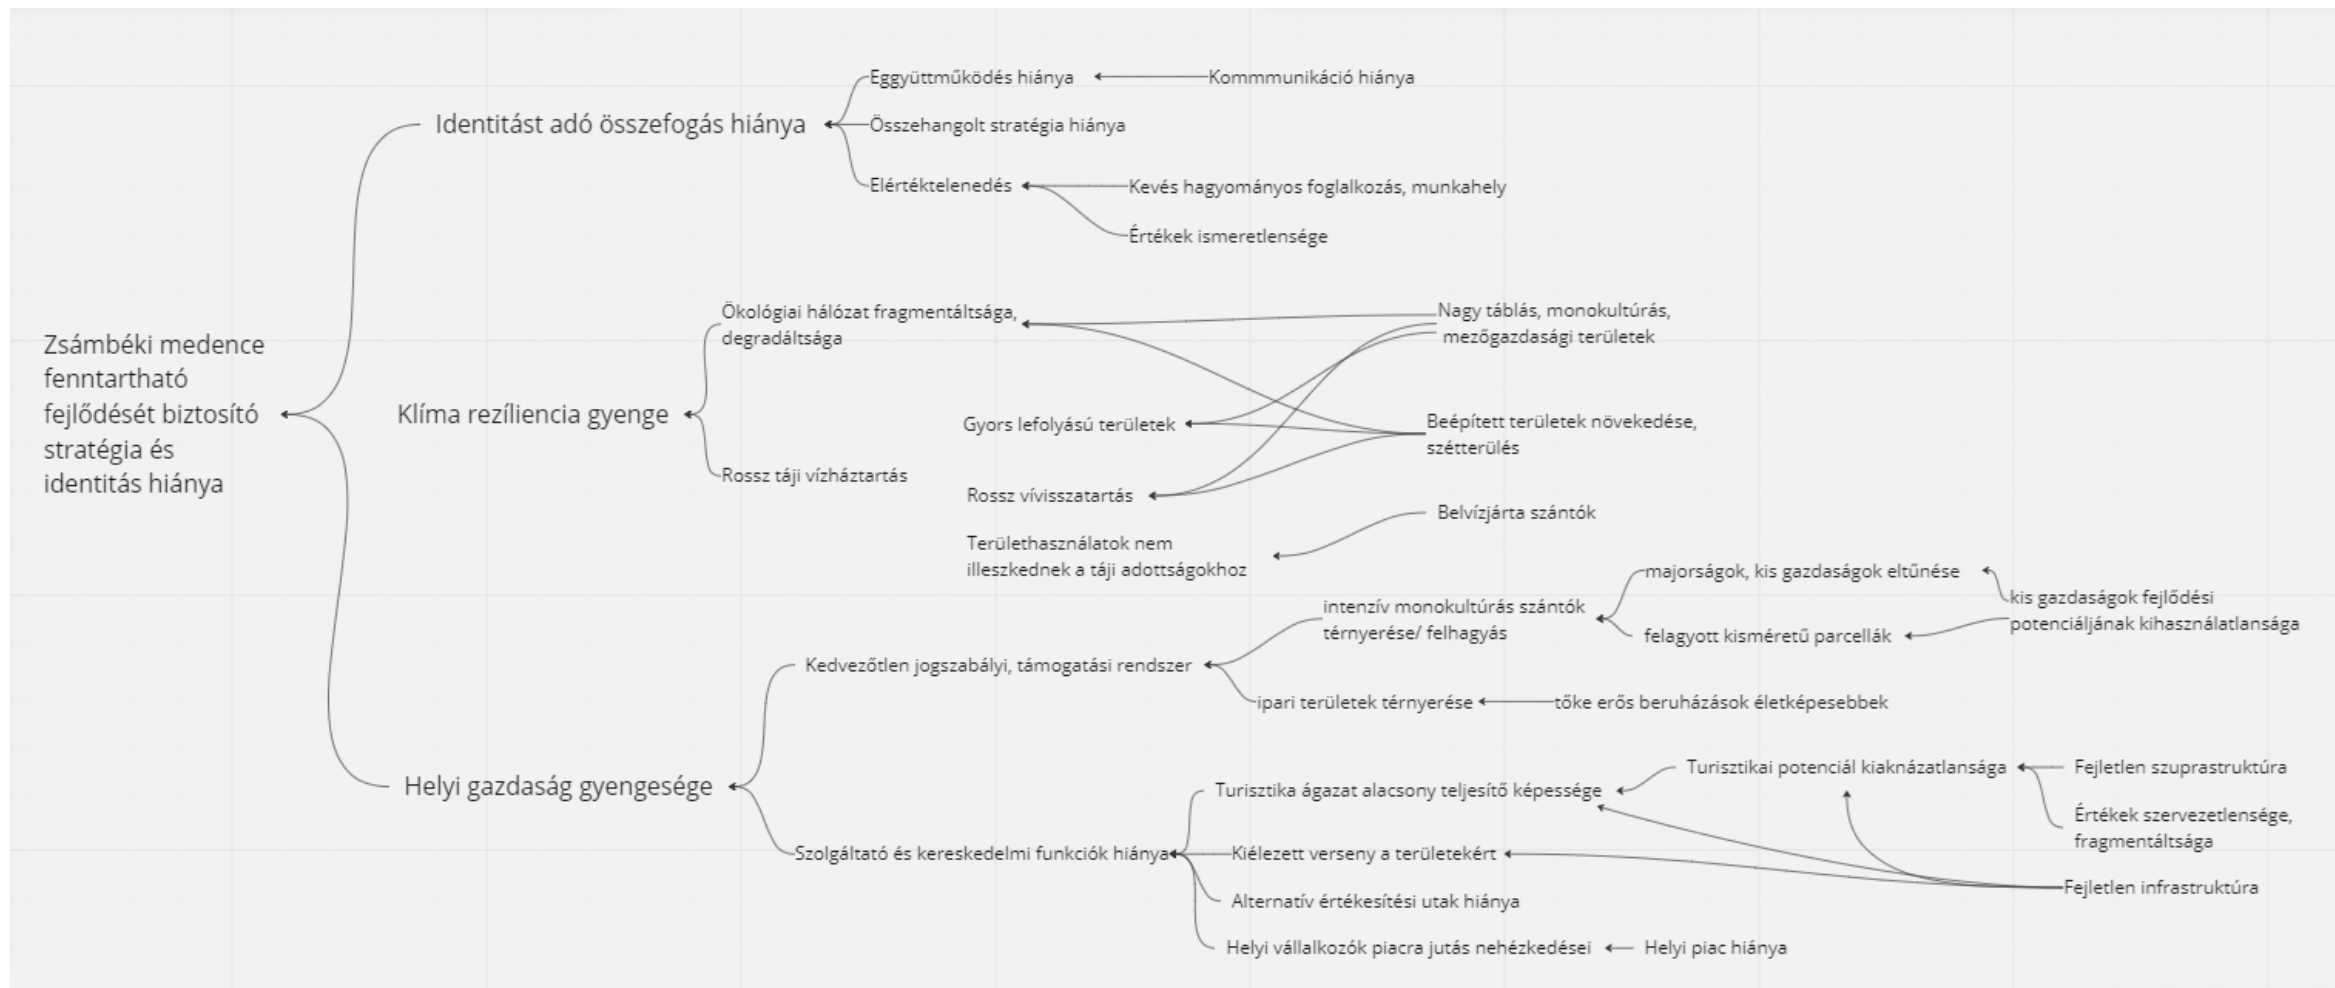 Zsámbéki medence
fenntartható
fejlődését biztosító
stratégia és
identitás hiánya
Identitást adó összefogás hiánya
Eggyüttműködés hiánya
Kommmunikáció hiánya
Összehangolt stratégia hiánya
Elértéktelenedés
Kevés hagyományos foglalkozás, munkahely
Értékek ismeretlensége
Klíma rezíliencia gyenge
Ökológiai hálózat fragmentáltsága,
degradáltsága
Nagy táblás, monokultúrás,
mezőgazdasági területek
Gyors lefolyású területek
Beépített területek növekedése,
szétterülés
Rossz táji vízháztartás
Rossz vívisszatartás
Belvízjárta szántók
Területhasználatok nem
illeszkednek a táji adottságokhoz
Helyi gazdaság gyengesége
Kedvezőtlen jogszabályi, támogatási rendszer
intenzív monokultúrás szántók
térnyerése/ felhagyás
majorságok, kis gazdaságok eltűnése
felagyott kisméretű parcellák
kis gazdaságok fejlődési
potenciáljának kihasználatlansága
ipari területek térnyerése
tőke erős beruházások életképesebbek
Szolgáltató és kereskedelmi funkciók hiánya
Turisztika ágazat alacsony teljesítő képessége
Turisztikai potenciál kiaknázatlansága
Fejletlen szuprastruktúra
Értékek szervezetlensége,
fragmentáltsága
Kiélezett verseny a területekért
Fejletlen infrastruktúra
Alternatív értékesítési utak hiánya
Helyi vállalkozók piacra jutás nehézkedései
Helyi piac hiánya